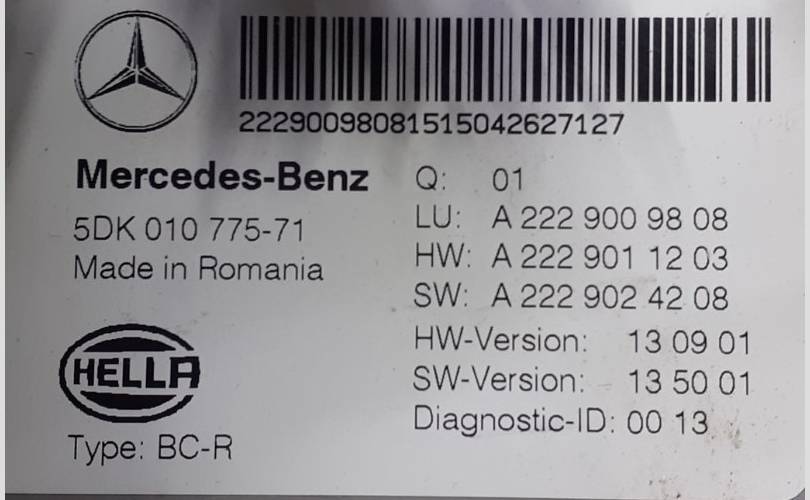 22290098081515042627127
Mercedes-Benz
5DK 010 775-71
Made in Romania
HELLA
Type: BC-R
Q: 01
LU: A 222 900 98 08
HW: A 222 901 12 03
SW: A 222 902 42 08
HW-Version: 13 09 01
SW-Version: 13 50 01
Diagnostic-ID: 00 13